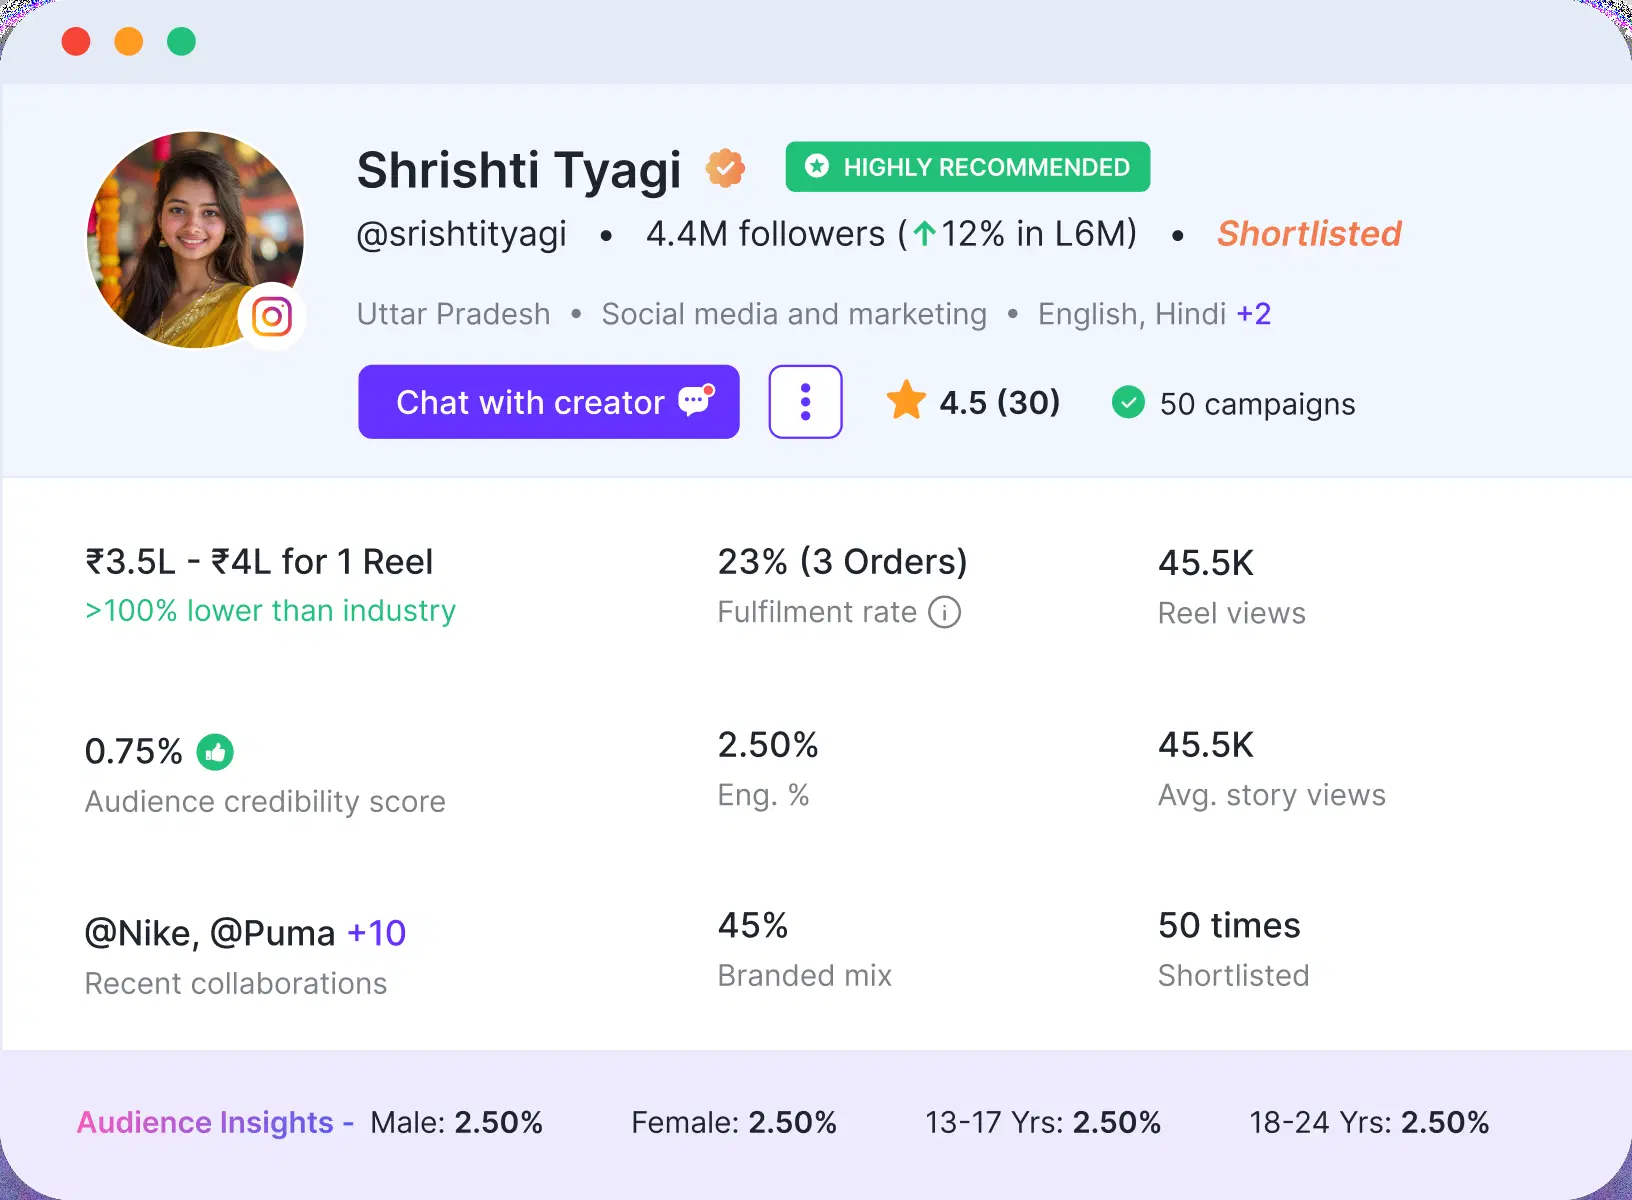 Shrishti Tyagi HIGHLY RECOMMENDED
@srishtityagi • 4.4M followers (↑12% in L6M) • Shortlisted
Uttar Pradesh • Social media and marketing • English, Hindi +2
Chat with creator 4.5 (30) 50 campaigns
₹3.5L - ₹4L for 1 Reel
>100% lower than industry
23% (3 Orders)
Fulfilment rate
45.5K
Reel views
0.75%
Audience credibility score
2.50%
Eng. %
45.5K
Avg. story views
@Nike, @Puma +10
Recent collaborations
45%
Branded mix
50 times
Shortlisted
Audience Insights - Male: 2.50% Female: 2.50% 13-17 Yrs: 2.50% 18-24 Yrs: 2.50%